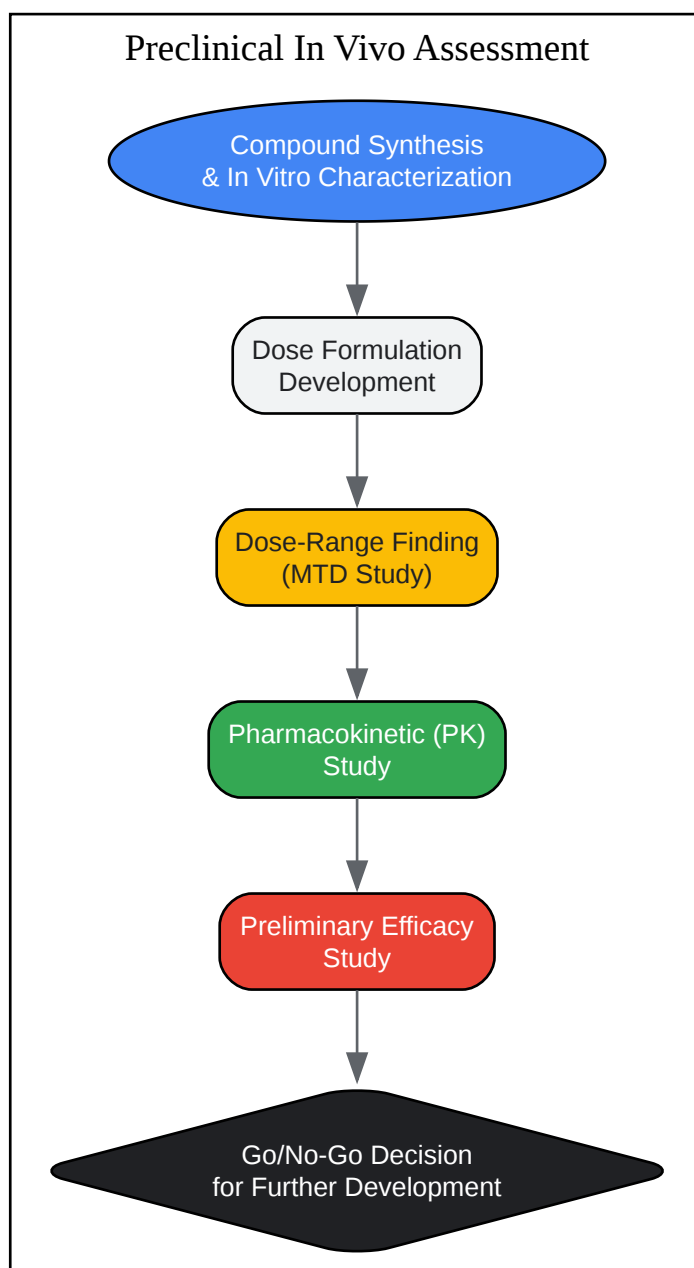 Preclinical In Vivo Assessment
Compound Synthesis
& In Vitro Characterization
Dose Formulation
Development
Dose-Range Finding
(MTD Study)
Pharmacokinetic (PK)
Study
Preliminary Efficacy
Study
Go/No-Go Decision
for Further Development